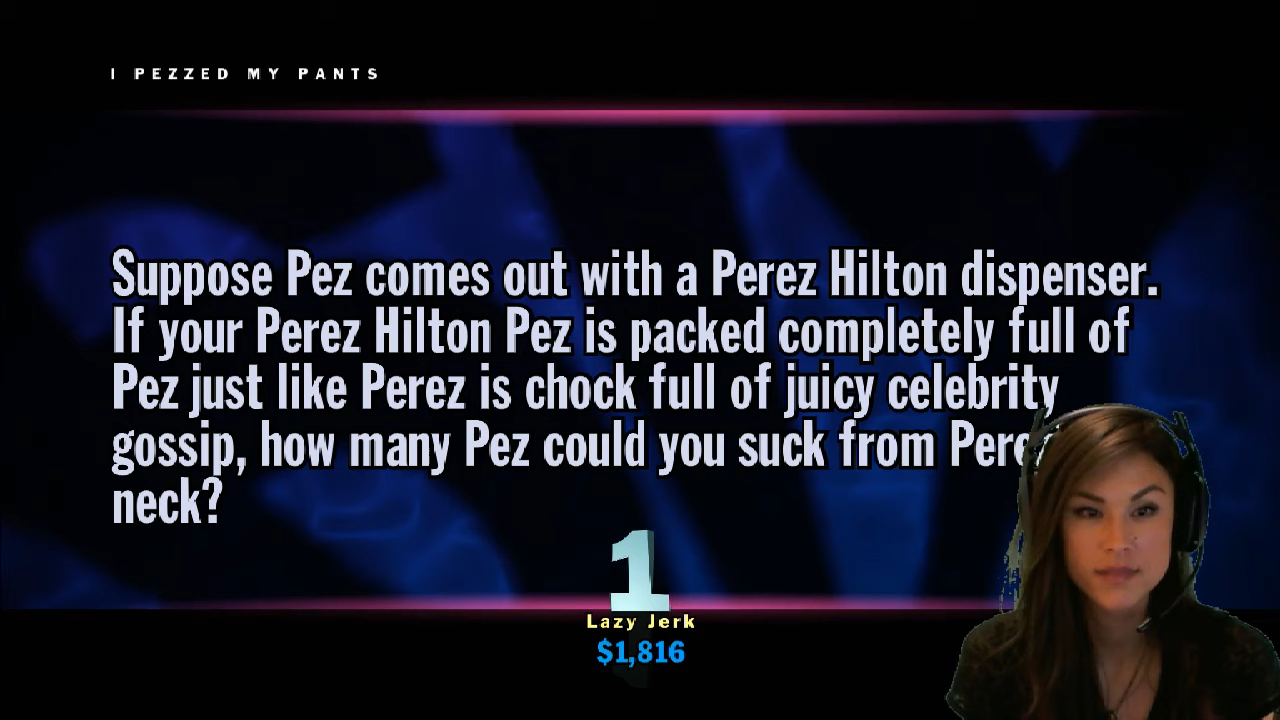 I PEZZED MY PANTS
Suppose Pez comes out with a Perez Hilton dispenser.
If your Perez Hilton Pez is packed completely full of
Pez just like Perez is chock full of juicy celebrity
gossip, how many Pez could you suck from
neck?
1
Lazy Jerk
$1,816